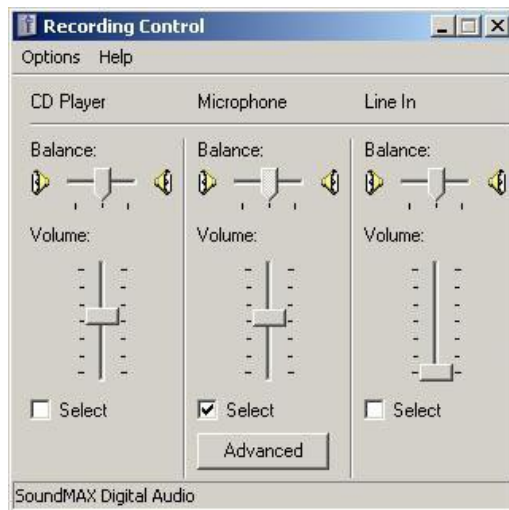 Recording Control
Options Help
CD Player Microphone Line In
Balance: Balance: Balance:
Volume: Volume: Volume:
Select Select Select
Advanced
SoundMAX Digital Audio